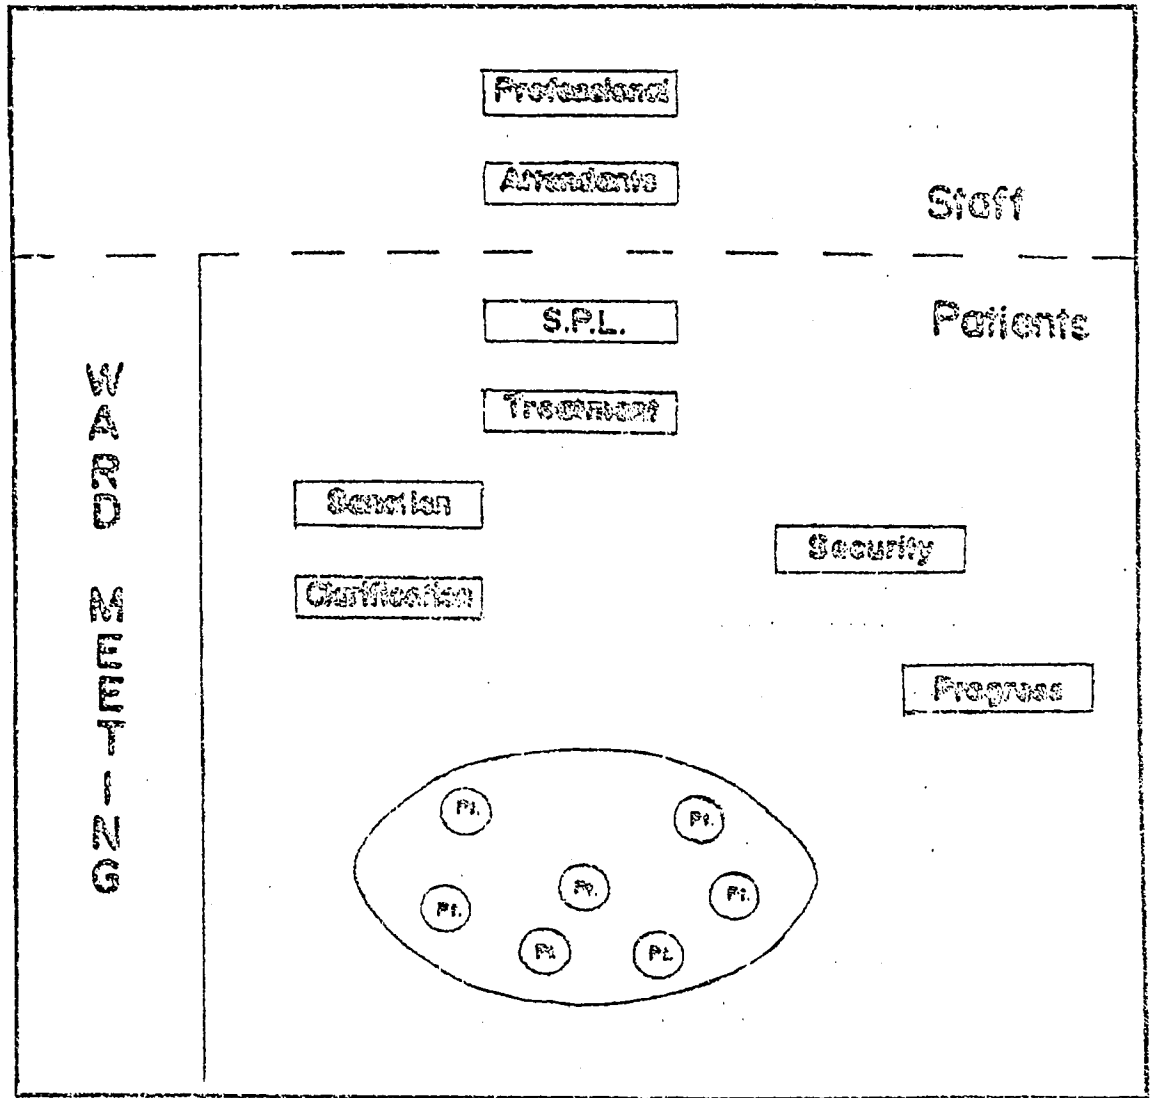 Professional
Attendants
Staff
S.P.L.
Patients
Treatment
Sanction
Security
Clarification
Progress
WARD MEETING
Pt.
Pt.
Pt.
Pt.
Pt.
Pt.
Pt.